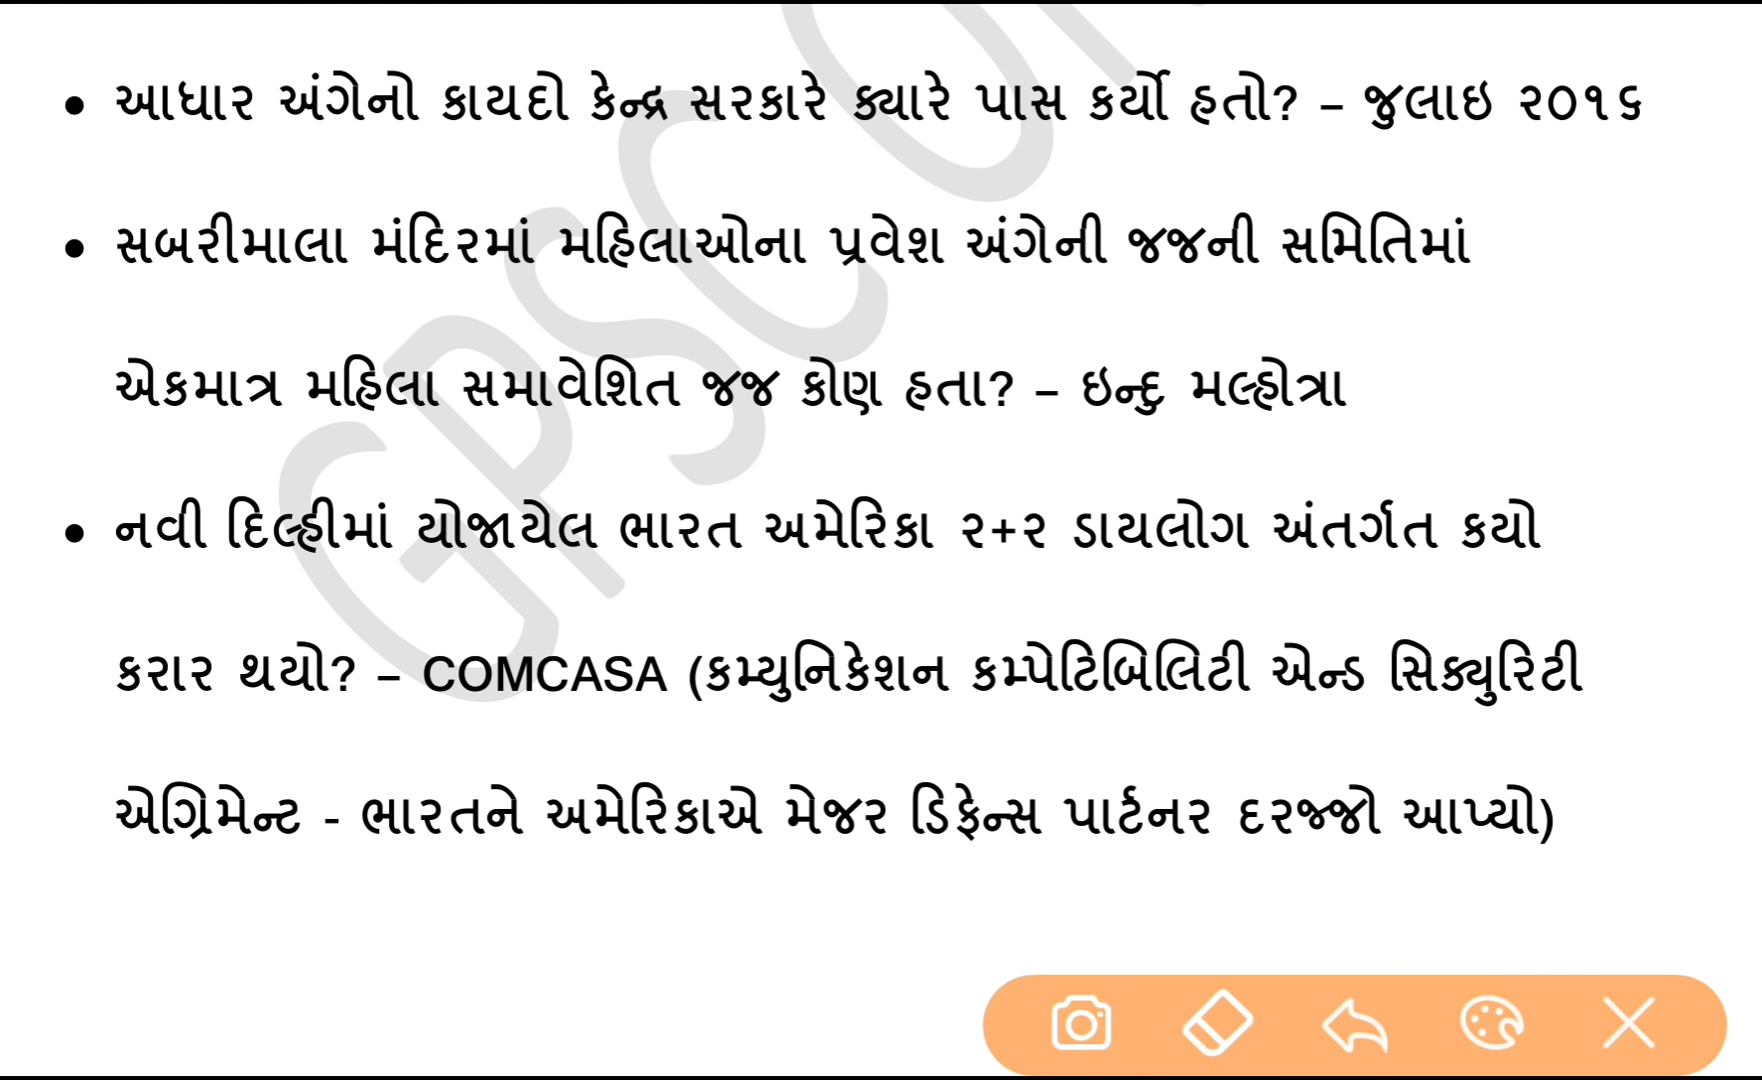 • આધાર અંગેનો કાયદો કેન્દ્ર સરકારે ક્યારે પાસ કર્યો હતો? – જુલાઇ ૨૦૧૬
• સબરીમાલા મંદિરમાં મહિલાઓના પ્રવેશ અંગેની જજની સમિતિમાં
એકમાત્ર મહિલા સમાવેશિત જજ કોણ હતા? – ઇન્દુ મલ્હોત્રા
• નવી દિલ્હીમાં યોજાયેલ ભારત અમેરિકા ૨+૨ ડાયલોગ અંતર્ગત કયો
કરાર થયો? – COMCASA (કમ્યુનિકેશન કમ્પેટિબિલિટી એન્ડ સિક્યુરિટી
એગ્રિમેન્ટ - ભારતને અમેરિકાએ મેજર ડિફેન્સ પાર્ટનર દરજ્જો આપ્યો)
GPSC